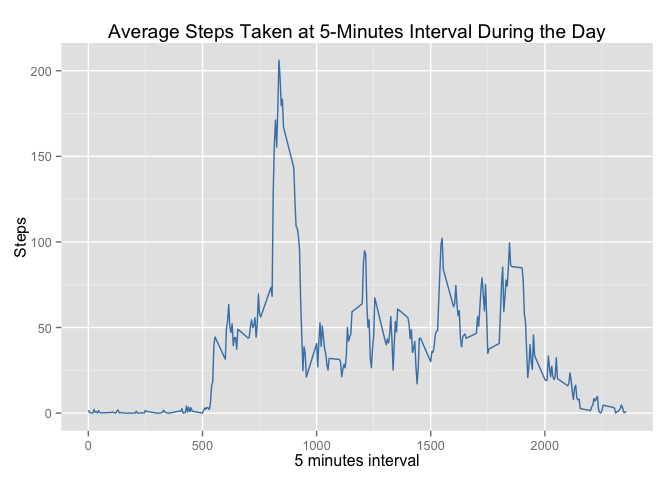 Average Steps Taken at 5-Minutes Interval During the Day
Steps
200
150
100
50
0
0 500 1000 1500 2000
5 minutes interval